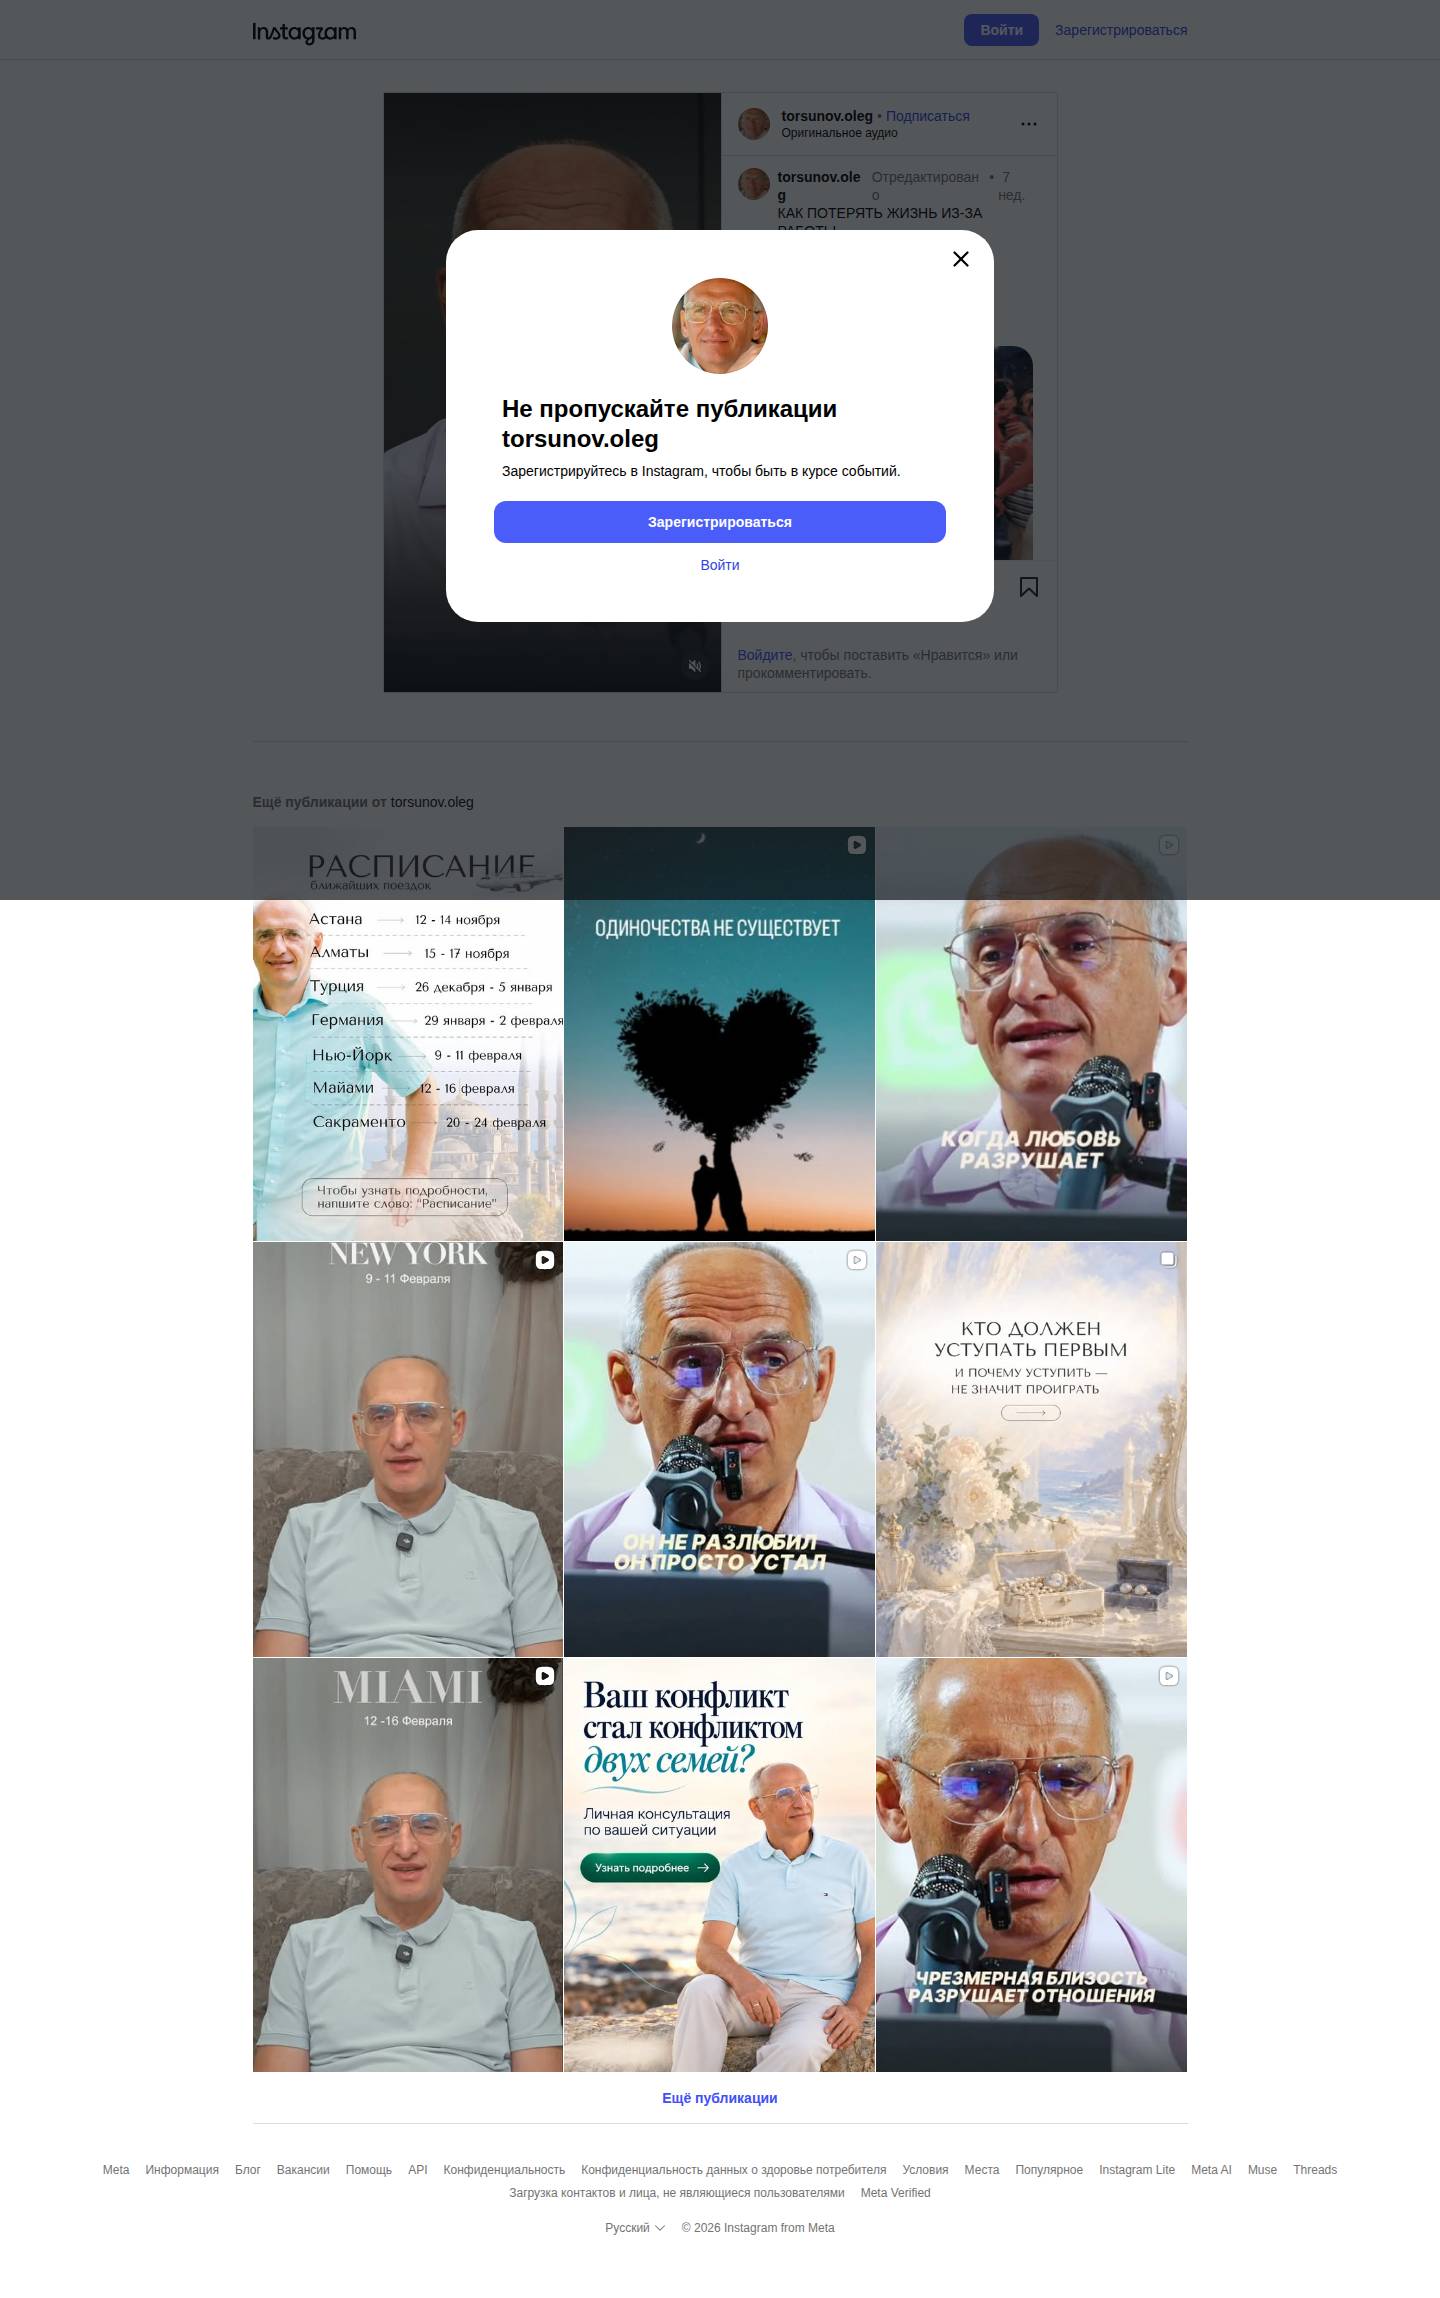 Instagram
Войти
Зарегистрироваться
torsunov.oleg • Подписаться
Оригинальное аудио
torsunov.ole
g
Отредактирован
о
• 7
нед.
КАК ПОТЕРЯТЬ ЖИЗНЬ ИЗ-ЗА
РАБОТЫ
Не пропускайте публикации
torsunov.oleg
Зарегистрируйтесь в Instagram, чтобы быть в курсе событий.
Зарегистрироваться
Войти
Войдите, чтобы поставить «Нравится» или
прокомментировать.
Ещё публикации от torsunov.oleg
РАСПИСАНИЕ
ближайших поездок
Астана 12 - 14 ноября
Алматы 15 - 17 ноября
Турция 26 декабря - 5 января
Германия 29 января - 2 февраля
Нью-Йорк 9 - 11 февраля
Майами 12 - 16 февраля
Сакраменто 20 - 24 февраля
Чтобы узнать подробности,
напшите слово: "Расписание"
ОДИНОЧЕСТВА НЕ СУЩЕСТВУЕТ
КОГДА ЛЮБОВЬ
РАЗРУШАЕТ
NEW YORK
9 - 11 Февраля
ОН НЕ РАЗЛЮБИЛ
ОН ПРОСТО УСТАЛ
КТО ДОЛЖЕН
УСТУПАТЬ ПЕРВЫМ
И ПОЧЕМУ УСТУПИТЬ —
НЕ ЗНАЧИТ ПРОИГРАТЬ
MIAMI
12 -16 Февраля
Ваш конфликт
стал конфликтом
двух семей?
Личная консультация
по вашей ситуации
Узнать подробнее
ЧРЕЗМЕРНАЯ БЛИЗОСТЬ
РАЗРУШАЕТ ОТНОШЕНИЯ
Ещё публикации
Meta Информация Блог Вакансии Помощь API Конфиденциальность Конфиденциальность данных о здоровье потребителя Условия Места Популярное Instagram Lite Meta AI Muse Threads
Загрузка контактов и лица, не являющиеся пользователями Meta Verified
Русский © 2026 Instagram from Meta